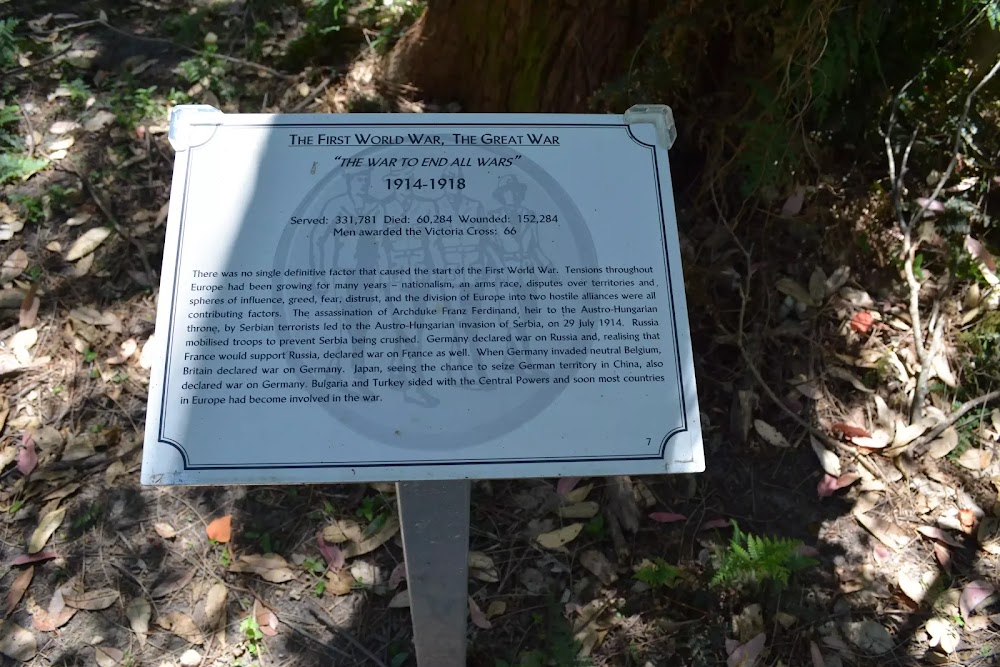 THE FIRST WORLD WAR, THE GREAT WAR
"THE WAR TO END ALL WARS"
1914-1918
Served: 331,781 Died: 60,284 Wounded: 152,284
Men awarded the Victoria Cross: 66
There was no single definitive factor that caused the start of the First World War. Tensions throughout
Europe had been growing for many years – nationalism, an arms race, disputes over territories and
spheres of influence, greed, fear, distrust, and the division of Europe into two hostile alliances were all
contributing factors. The assassination of Archduke Franz Ferdinand, heir to the Austro-Hungarian
throne, by Serbian terrorists led to the Austro-Hungarian invasion of Serbia, on 29 July 1914. Russia
mobilised troops to prevent Serbia being crushed. Germany declared war on Russia and, realising that
France would support Russia, declared war on France as well. When Germany invaded neutral Belgium,
Britain declared war on Germany. Japan, seeing the chance to seize German territory in China, also
declared war on Germany. Bulgaria and Turkey sided with the Central Powers and soon most countries
in Europe had become involved in the war.
7